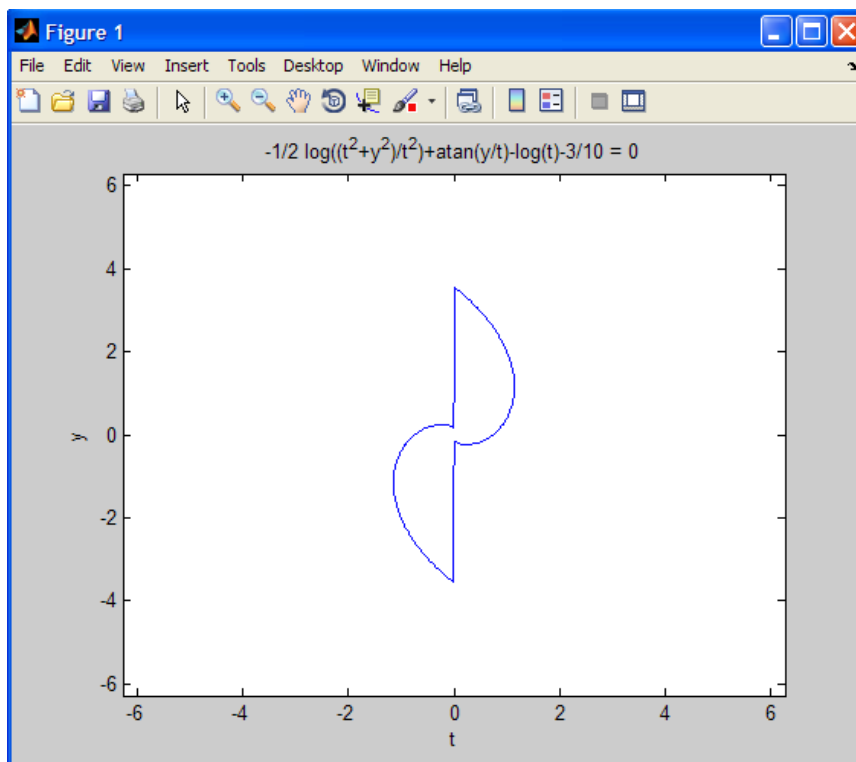 Figure 1
File Edit View Insert Tools Desktop Window Help
-1/2 log((t²+y²)/t²)+atan(y/t)-log(t)-3/10 = 0
6
4
2
0
-2
-4
-6
y
-6 -4 -2 0 2 4 6
t